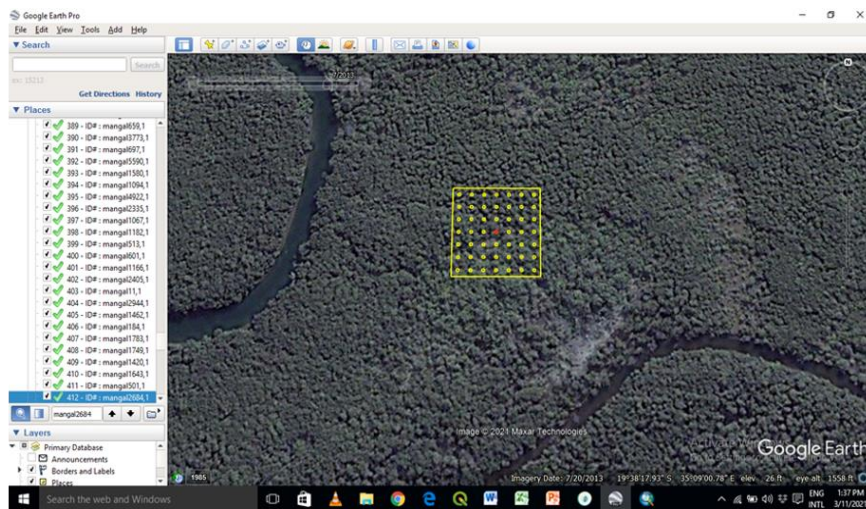 Google Earth Pro
File Edit View Tools Add Help
▼ Search
Search
Get Directions History
▼ Places
389 - ID# : mangal659,1
390 - ID# : mangal3773,1
391 - ID# : mangal697,1
392 - ID# : mangal5590,1
393 - ID# : mangal1580,1
394 - ID# : mangal1094,1
395 - ID# : mangal4922,1
396 - ID# : mangal2335,1
397 - ID# : mangal1067,1
398 - ID# : mangal1182,1
399 - ID# : mangal513,1
400 - ID# : mangal601,1
401 - ID# : mangal1166,1
402 - ID# : mangal2405,1
403 - ID# : mangal11,1
404 - ID# : mangal2944,1
405 - ID# : mangal1462,1
406 - ID# : mangal184,1
407 - ID# : mangal1783,1
408 - ID# : mangal1749,1
409 - ID# : mangal1420,1
410 - ID# : mangal1643,1
411 - ID# : mangal501,1
412 - ID# : mangal2684,1
mangal2684
▼ Layers
Primary Database
Announcements
Borders and Labels
Places
Image © 2021 Maxar Technologies
Google Earth
1985
Imagery Date: 7/20/2013 19°38'17.93" S 35°09'00.78" E elev 26 ft eye alt 1558 ft
Search the web and Windows
ENG
INTL
1:37 PM